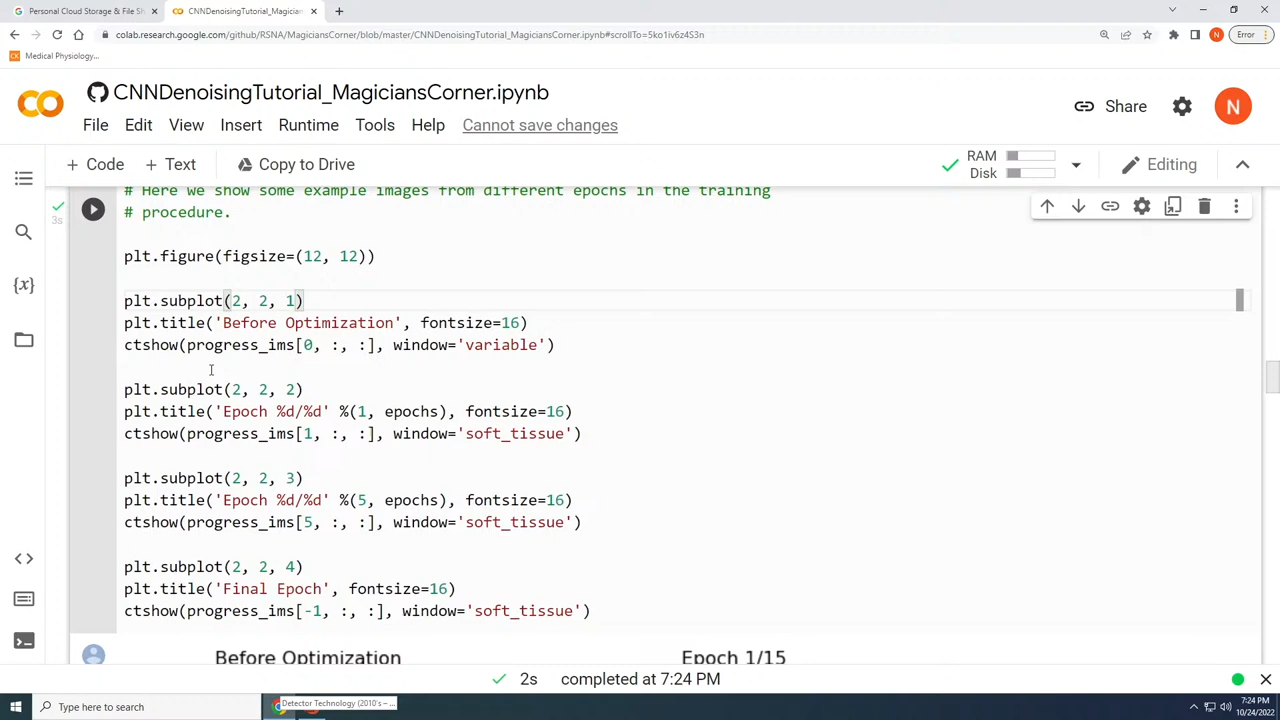 Personal Cloud Storage & File Sh
CNNDenoisingTutorial_Magician
colab.research.google.com/github/RSNA/MagiciansCorner/blob/master/CNNDenoisingTutorial_MagiciansCorner.ipynb#scrollTo=5ko1iv6z4S3n
N
Error
Medical Physiology...
CNNDenoisingTutorial_MagiciansCorner.ipynb
Share
N
File Edit View Insert Runtime Tools Help Cannot save changes
+ Code + Text Copy to Drive
RAM
Disk
Editing
# Here we show some example images from different epochs in the training
# procedure.
3s
plt.figure(figsize=(12, 12))
plt.subplot(2, 2, 1)
plt.title('Before Optimization', fontsize=16)
ctshow(progress_ims[0, :, :], window='variable')
plt.subplot(2, 2, 2)
plt.title('Epoch %d/%d' %(1, epochs), fontsize=16)
ctshow(progress_ims[1, :, :], window='soft_tissue')
plt.subplot(2, 2, 3)
plt.title('Epoch %d/%d' %(5, epochs), fontsize=16)
ctshow(progress_ims[5, :, :], window='soft_tissue')
plt.subplot(2, 2, 4)
plt.title('Final Epoch', fontsize=16)
ctshow(progress_ims[-1, :, :], window='soft_tissue')
Before Optimization Epoch 1/15
2s completed at 7:24 PM
Type here to search
Detector Technology (2010's – ...
7:24 PM
10/24/2022